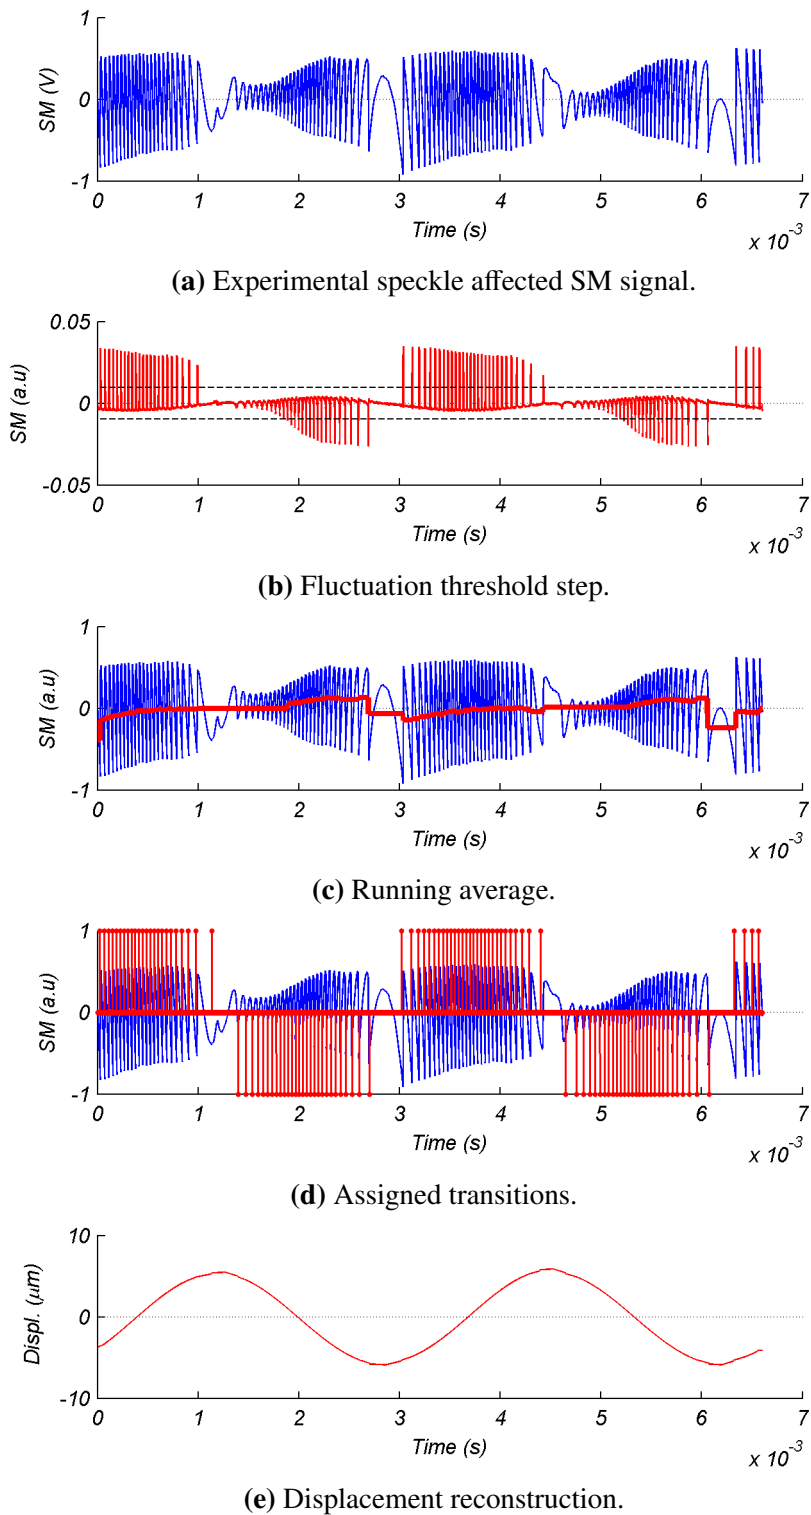 1
SM (V)
0
-1
0 1 2 3 4 5 6 7
Time (s)
x 10⁻³
(a) Experimental speckle affected SM signal.
0.05
SM (a.u)
0
-0.05
0 1 2 3 4 5 6 7
Time (s)
x 10⁻³
(b) Fluctuation threshold step.
1
SM (a.u)
0
-1
0 1 2 3 4 5 6 7
Time (s)
x 10⁻³
(c) Running average.
1
SM (a.u)
0
-1
0 1 2 3 4 5 6 7
Time (s)
x 10⁻³
(d) Assigned transitions.
10
Displ. (μm)
0
-10
0 1 2 3 4 5 6 7
Time (s)
x 10⁻³
(e) Displacement reconstruction.